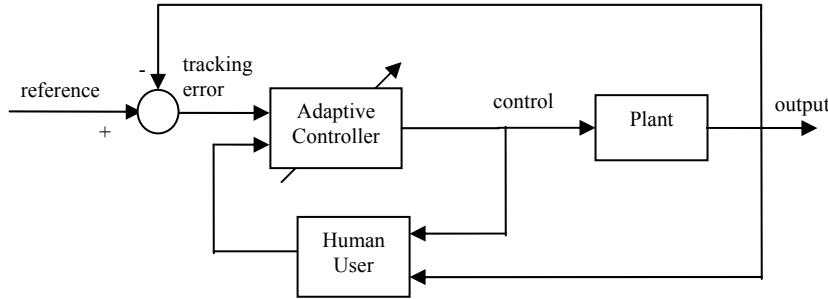 -
tracking
error
reference
+
Adaptive
Controller
control
Plant
output
Human
User